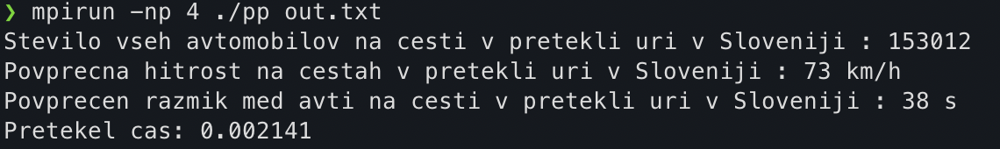 ❯ mpirun -np 4 ./pp out.txt
Stevilo vseh avtomobilov na cesti v pretekli uri v Sloveniji : 153012
Povprecna hitrost na cestah v pretekli uri v Sloveniji : 73 km/h
Povprecen razmik med avti na cesti v pretekli uri v Sloveniji : 38 s
Pretekel cas: 0.002141